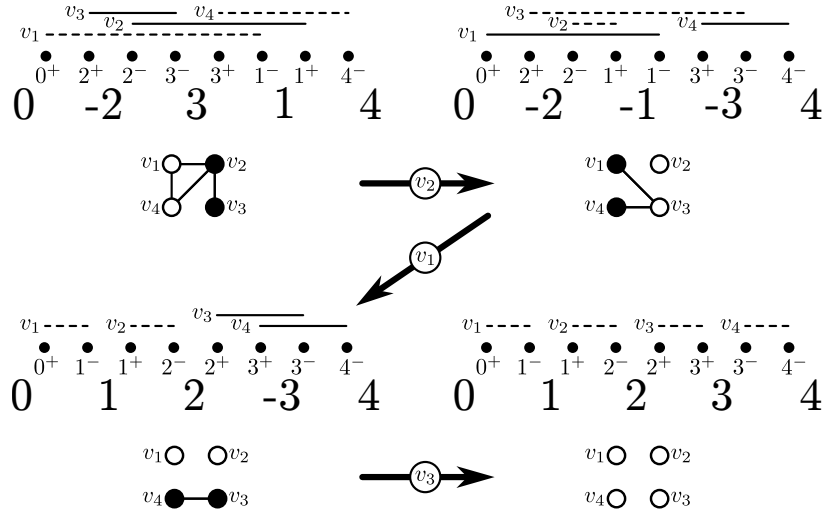 v₃ v₄
v₂
v₁
0⁺ 2⁺ 2⁻ 3⁻ 3⁺ 1⁻ 1⁺ 4⁻
0 -2 3 1 4
v₁ v₂
v₄ v₃
v₂
v₃
v₂ v₄
v₁
0⁺ 2⁺ 2⁻ 1⁺ 1⁻ 3⁺ 3⁻ 4⁻
0 -2 -1 -3 4
v₁ v₂
v₄ v₃
v₁
v₃
v₁ v₂ v₄
0⁺ 1⁻ 1⁺ 2⁻ 2⁺ 3⁺ 3⁻ 4⁻
0 1 2 -3 4
v₁ v₂
v₄ v₃
v₃
v₁ v₂ v₃ v₄
0⁺ 1⁻ 1⁺ 2⁻ 2⁺ 3⁻ 3⁺ 4⁻
0 1 2 3 4
v₁ v₂
v₄ v₃